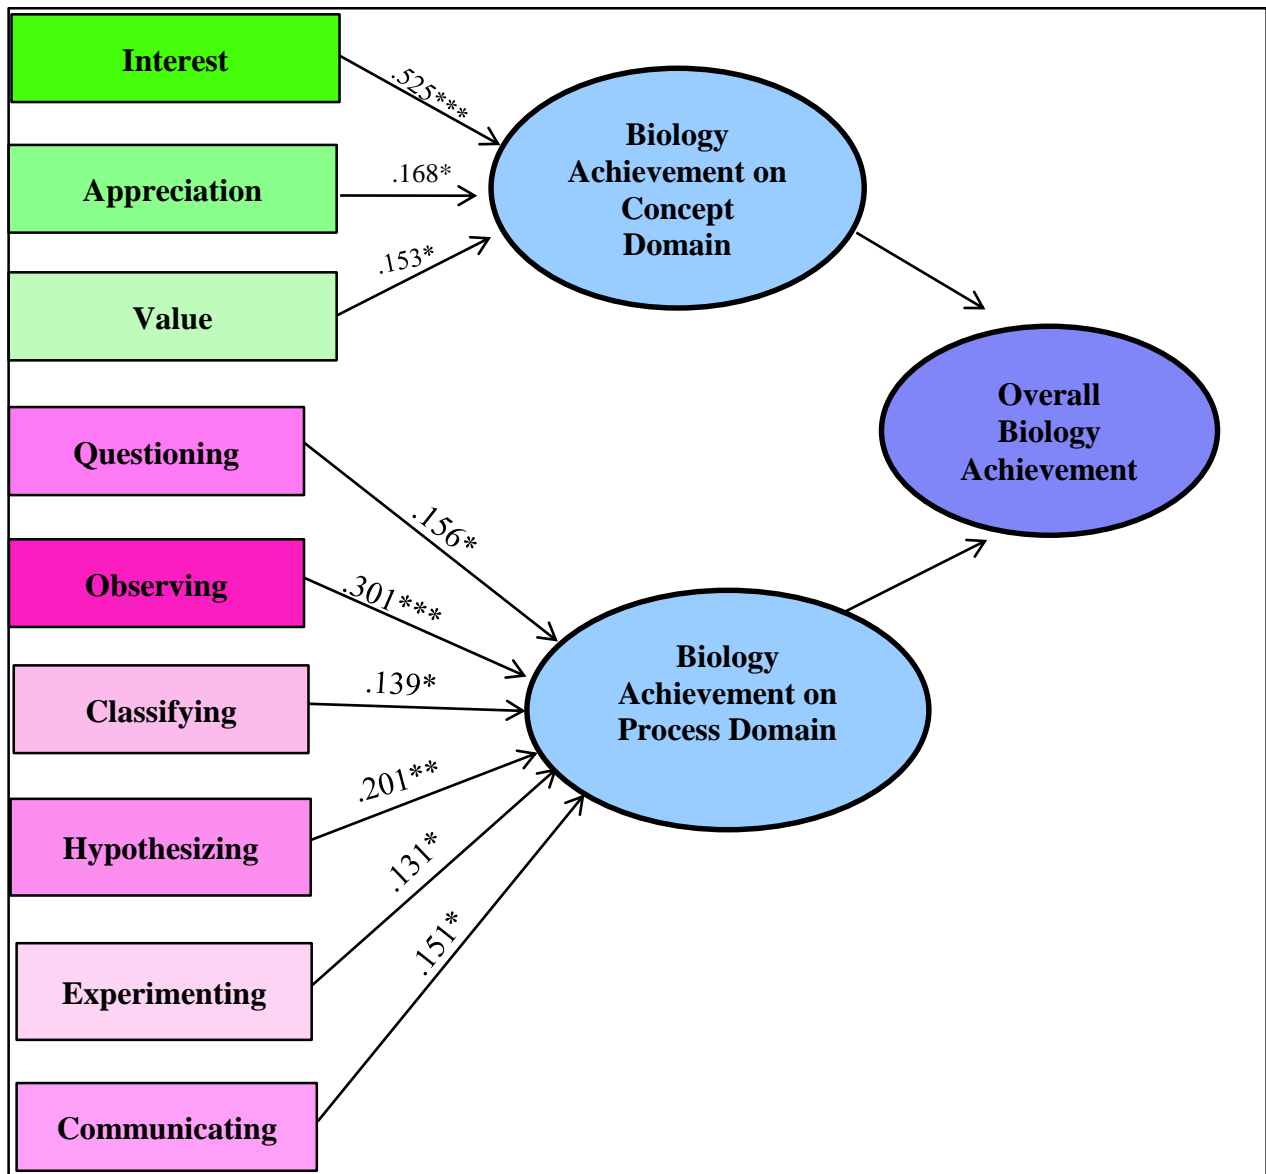 Interest
.525***
Appreciation
.168*
Value
.153*
Biology
Achievement on
Concept
Domain
Overall
Biology
Achievement
Questioning
.156*
Observing
.301***
Classifying
.139*
Hypothesizing
.201**
Experimenting
.131*
Communicating
.151*
Biology
Achievement on
Process Domain